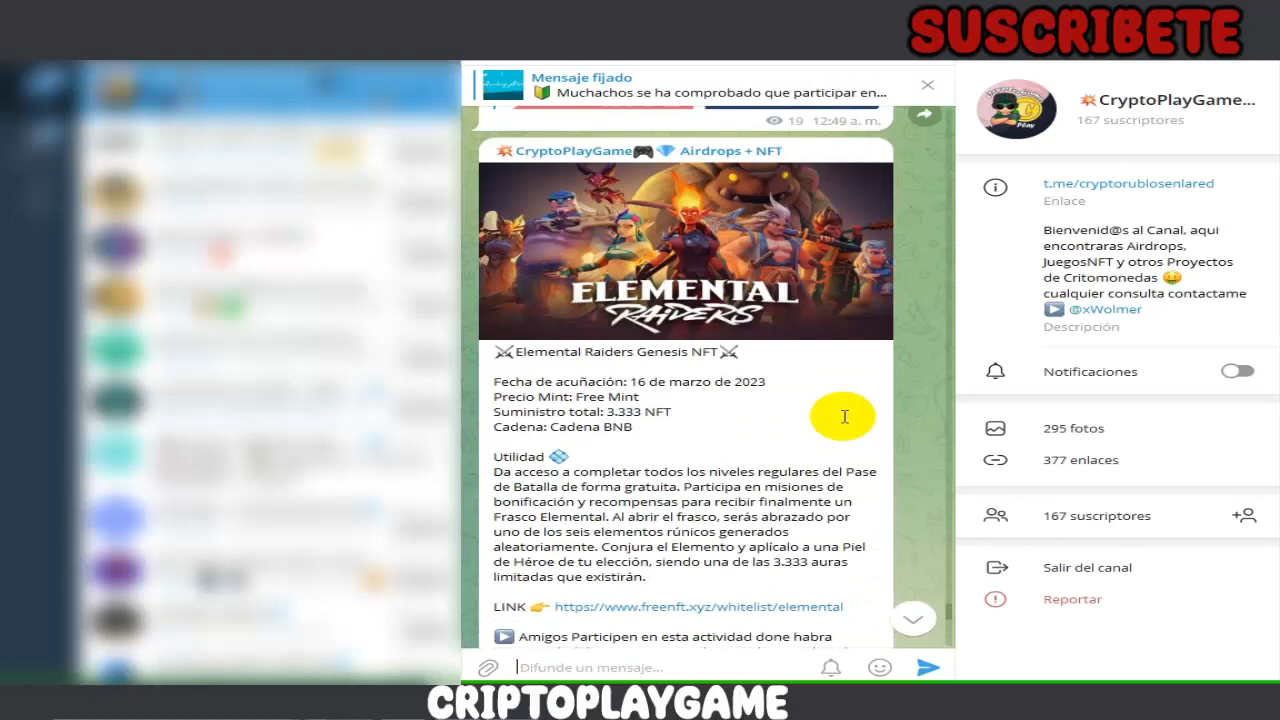 SUSCRIBETE
Mensaje fijado
🔰 Muchachos se ha comprobado que participar en...
19 12:49 a. m.
💥CryptoPlayGame🎮💎 Airdrops + NFT
ELEMENTAL
RAIDERS
⚔Elemental Raiders Genesis NFT⚔
Fecha de acuñación: 16 de marzo de 2023
Precio Mint: Free Mint
Suministro total: 3.333 NFT
Cadena: Cadena BNB
Utilidad 💠
Da acceso a completar todos los niveles regulares del Pase
de Batalla de forma gratuita. Participa en misiones de
bonificación y recompensas para recibir finalmente un
Frasco Elemental. Al abrir el frasco, serás abrazado por
uno de los seis elementos rúnicos generados
aleatoriamente. Conjura el Elemento y aplícalo a una Piel
de Héroe de tu elección, siendo una de las 3.333 auras
limitadas que existirán.
LINK 👉 https://www.freenft.xyz/whitelist/elemental
▶ Amigos Participen en esta actividad done habra
Difunde un mensaje...
💥CryptoPlayGame...
167 suscriptores
t.me/cryptorublosenlared
Enlace
Bienvenid@s al Canal, aqui
encontraras Airdrops,
JuegosNFT y otros Proyectos
de Critomonedas 🤑
cualquier consulta contactame
▶ @xWolmer
Descripción
Notificaciones
295 fotos
377 enlaces
167 suscriptores
Salir del canal
Reportar
CRIPTOPLAYGAME